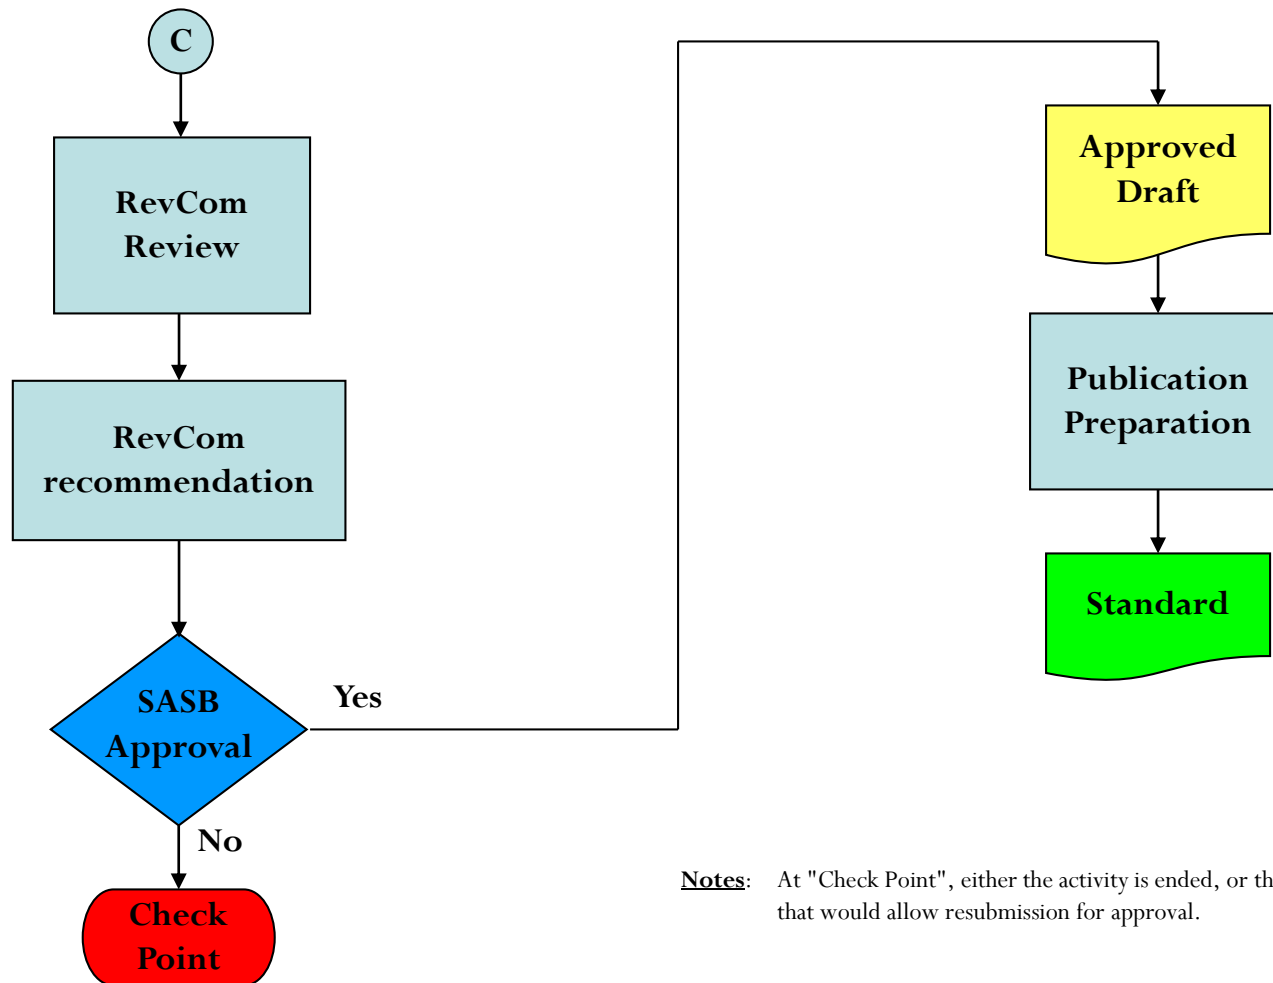 C
RevCom
Review
RevCom
recommendation
SASB
Approval
Yes
No
Check
Point
Approved
Draft
Publication
Preparation
Standard
Notes: At "Check Point", either the activity is ended, or
that would allow resubmission for approval.